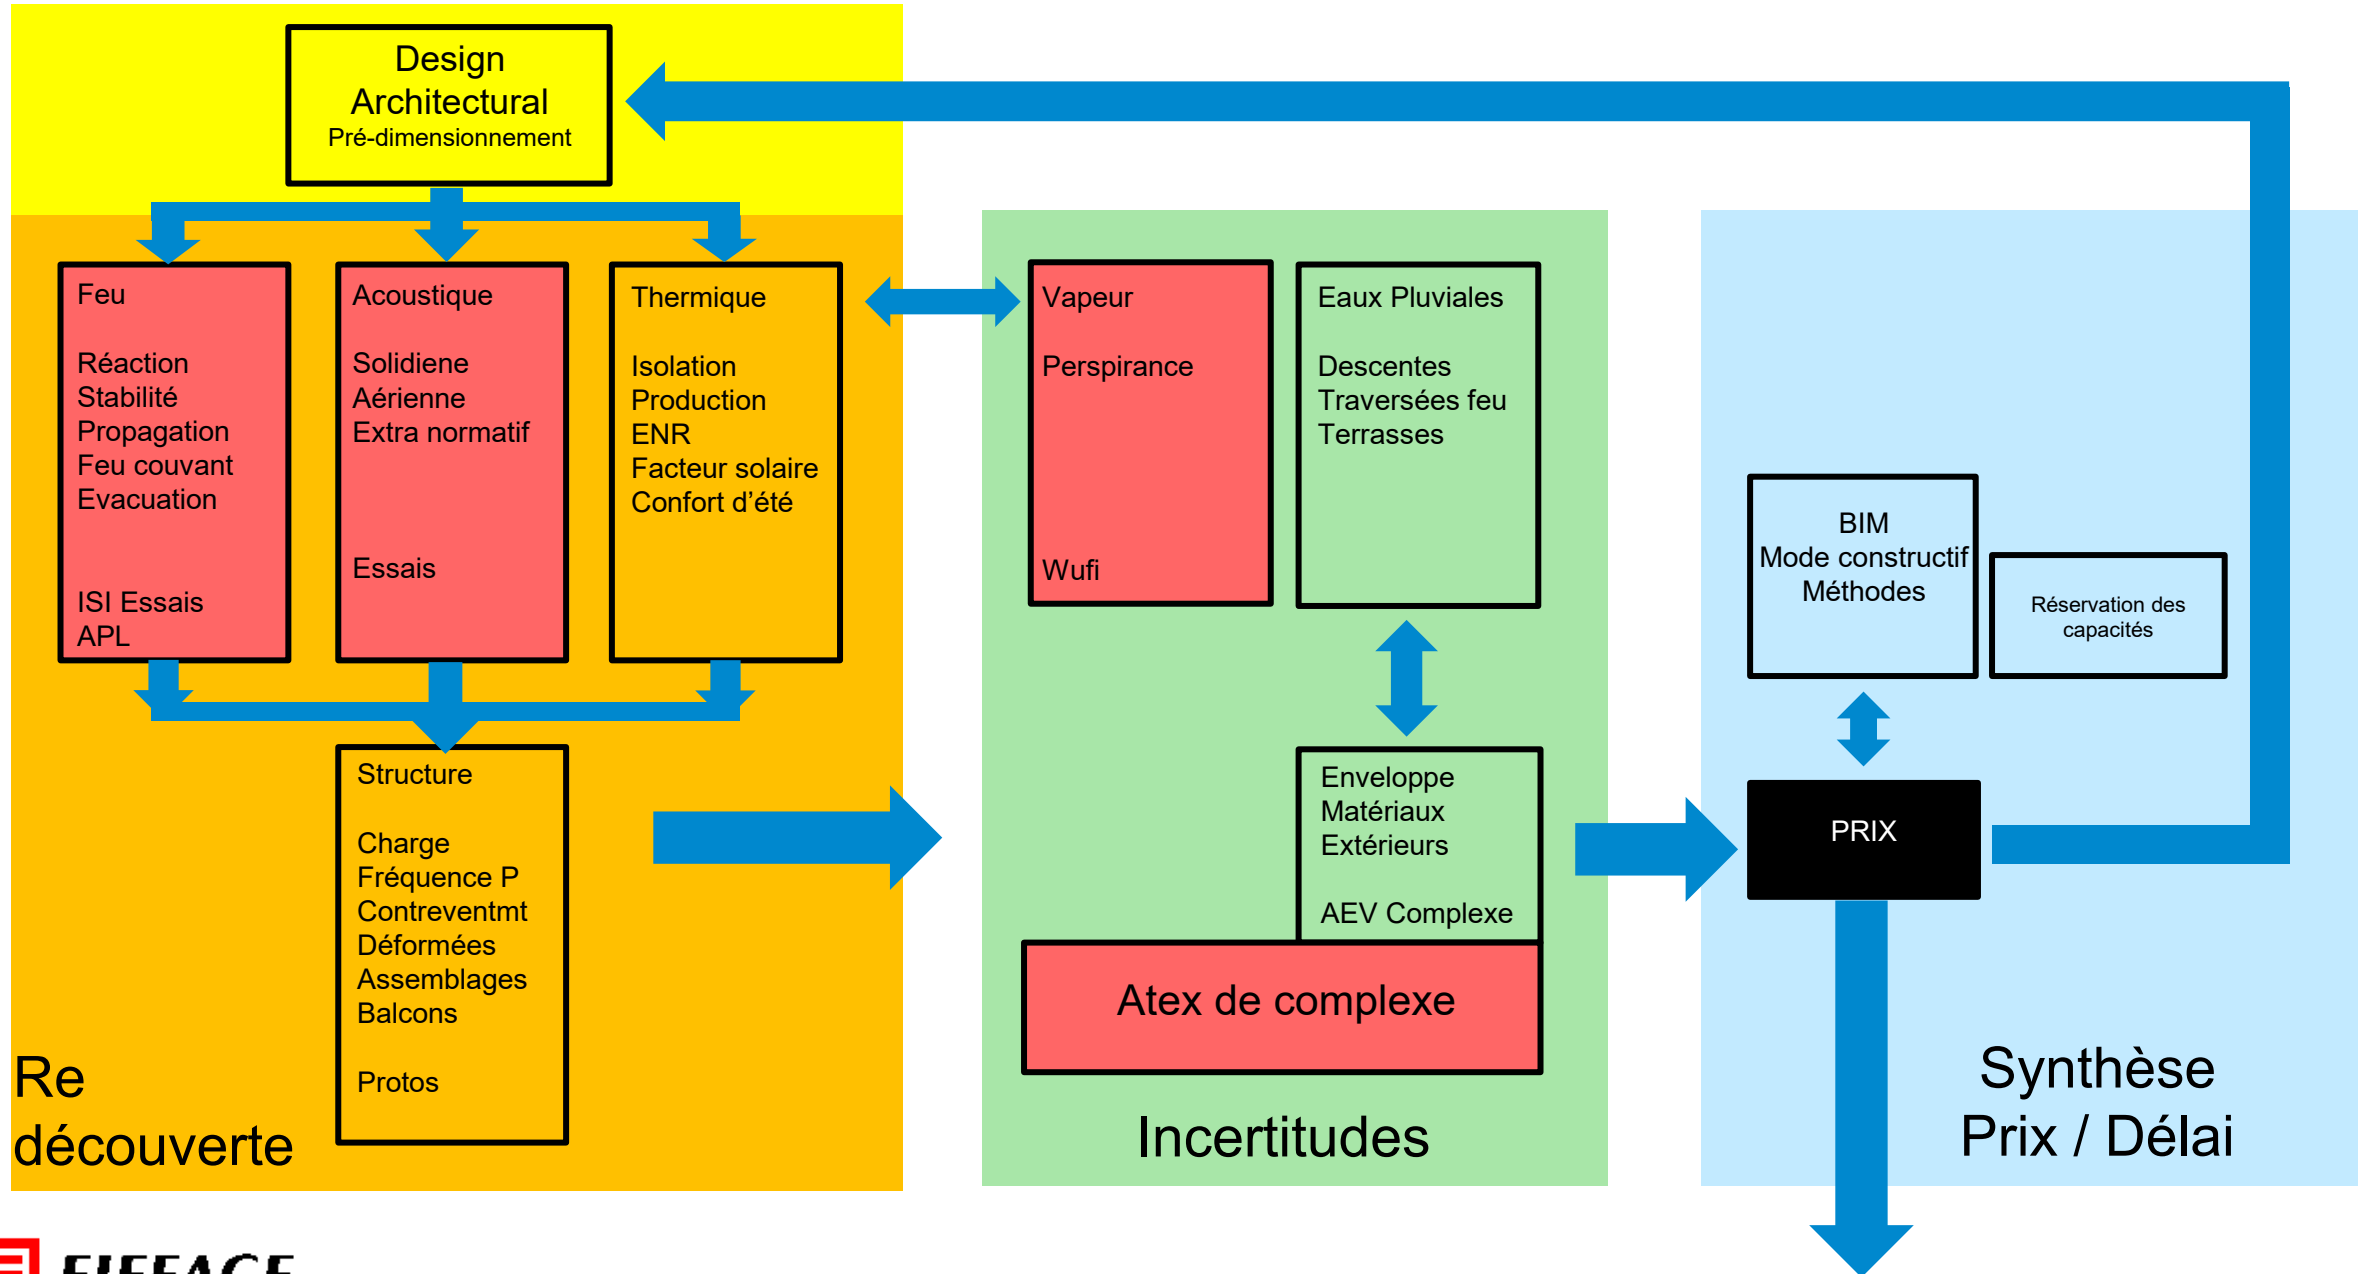 Design
Architectural
Pré-dimensionnement
Feu
Réaction
Stabilité
Propagation
Feu couvant
Evacuation
ISI Essais
APL
Acoustique
Solidiene
Aérienne
Extra normatif
Essais
Thermique
Isolation
Production
ENR
Facteur solaire
Confort d’été
Structure
Charge
Fréquence P
Contreventmt
Déformées
Assemblages
Balcons
Protos
Re
découverte
Vapeur
Perspirance
Wufi
Eaux Pluviales
Descentes
Traversées feu
Terrasses
Enveloppe
Matériaux
Extérieurs
AEV Complexe
Atex de complexe
Incertitudes
BIM
Mode constructif
Méthodes
Réservation des
capacités
PRIX
Synthèse
Prix / Délai
EIFFAGE